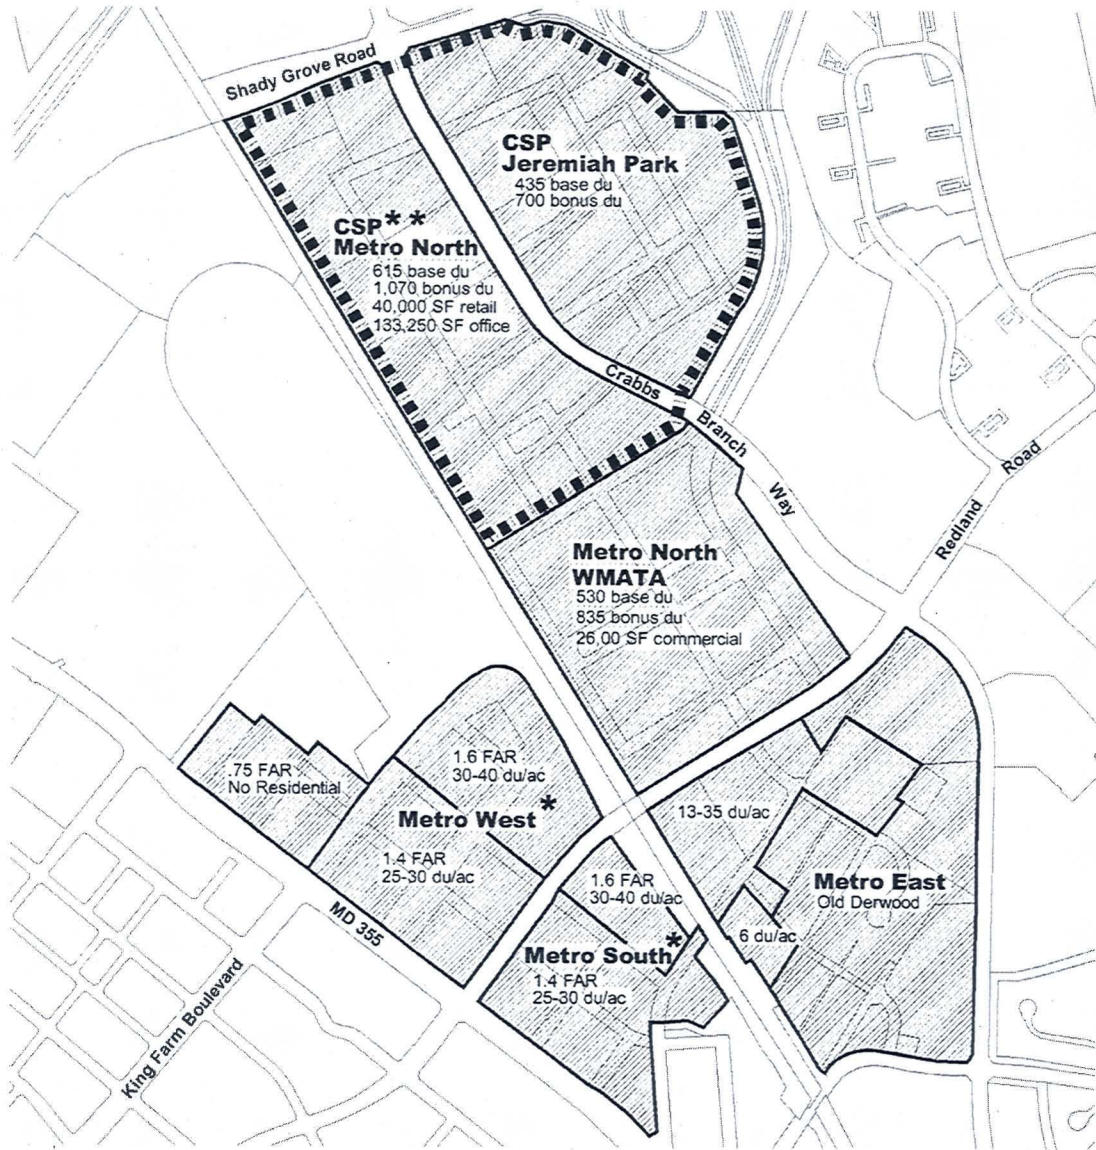 Shady Grove Road
CSP
Jeremiah Park
435 base du
700 bonus du
CSP**
Metro North
615 base du
1,070 bonus du
40,000 SF retail
133,250 SF office
Crabbs
Branch
Way
Redland
Road
Metro North
WMATA
530 base du
835 bonus du
26,00 SF commercial
.75 FAR
No Residential
1.6 FAR
30-40 du/ac
Metro West*
1.4 FAR
25-30 du/ac
13-35 du/ac
1.6 FAR
30-40 du/ac
Metro East
Old Derwood
6 du/ac
Metro South*
1.4 FAR
25-30 du/ac
MD 355
King Farm Boulevard